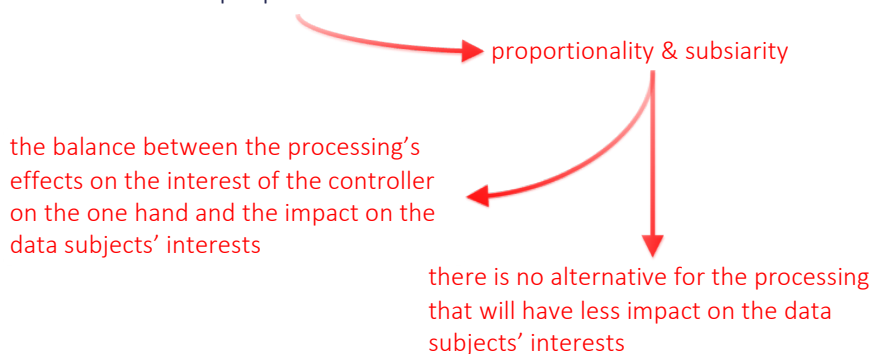 proportionality & subsiarity
the balance between the processing's
effects on the interest of the controller
on the one hand and the impact on the
data subjects' interests
there is no alternative for the processing
that will have less impact on the data
subjects' interests